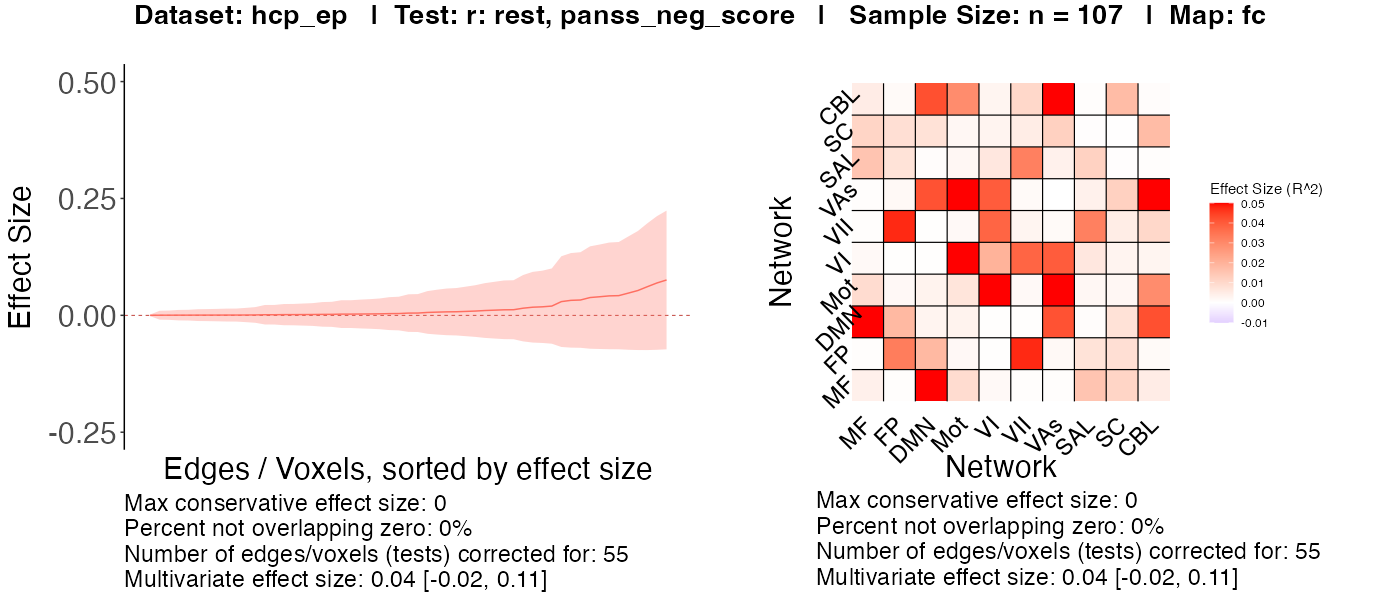 Dataset: hcp_ep | Test: r: rest, panss_neg_score | Sample Size: n = 107 | Map: fc
0.50
0.25
0.00
-0.25
Effect Size
Edges / Voxels, sorted by effect size
Max conservative effect size: 0
Percent not overlapping zero: 0%
Number of edges/voxels (tests) corrected for: 55
Multivariate effect size: 0.04 [-0.02, 0.11]
Network
CBL
SC
SAL
VAs
VII
VI
Mot
DMN
FP
MF
MF
FP
DMN
Mot
VI
VII
VAs
SAL
SC
CBL
Network
Effect Size (R^2)
0.05
0.04
0.03
0.02
0.01
0.00
-0.01
Max conservative effect size: 0
Percent not overlapping zero: 0%
Number of edges/voxels (tests) corrected for: 55
Multivariate effect size: 0.04 [-0.02, 0.11]